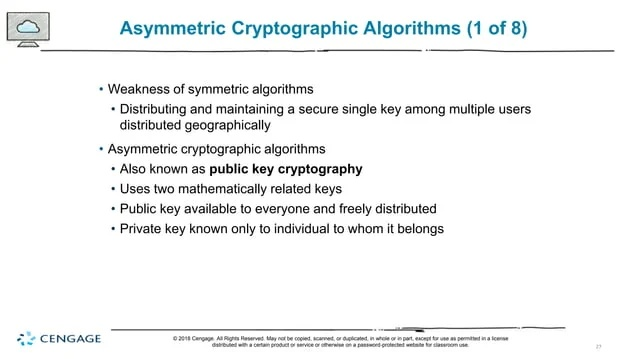 Asymmetric Cryptographic Algorithms (1 of 8)
• Weakness of symmetric algorithms
• Distributing and maintaining a secure single key among multiple users
distributed geographically
• Asymmetric cryptographic algorithms
• Also known as public key cryptography
• Uses two mathematically related keys
• Public key available to everyone and freely distributed
• Private key known only to individual to whom it belongs
CENGAGE
© 2018 Cengage. All Rights Reserved. May not be copied, scanned, or duplicated, in whole or in part, except for use as permitted in a license
distributed with a certain product or service or otherwise on a password-protected website for classroom use.
27